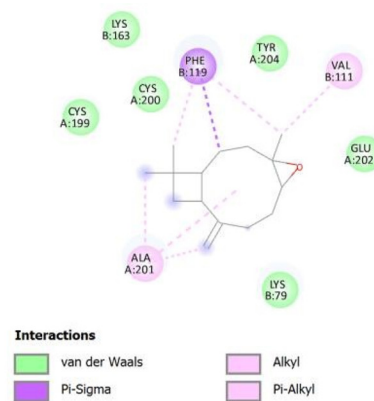 LYS
B:163
PHE
B:119
TYR
A:204
VAL
B:111
CYS
A:199
CYS
A:200
GLU
A:202
O
ALA
A:201
LYS
B:79
Interactions
van der Waals
Pi-Sigma
Alkyl
Pi-Alkyl